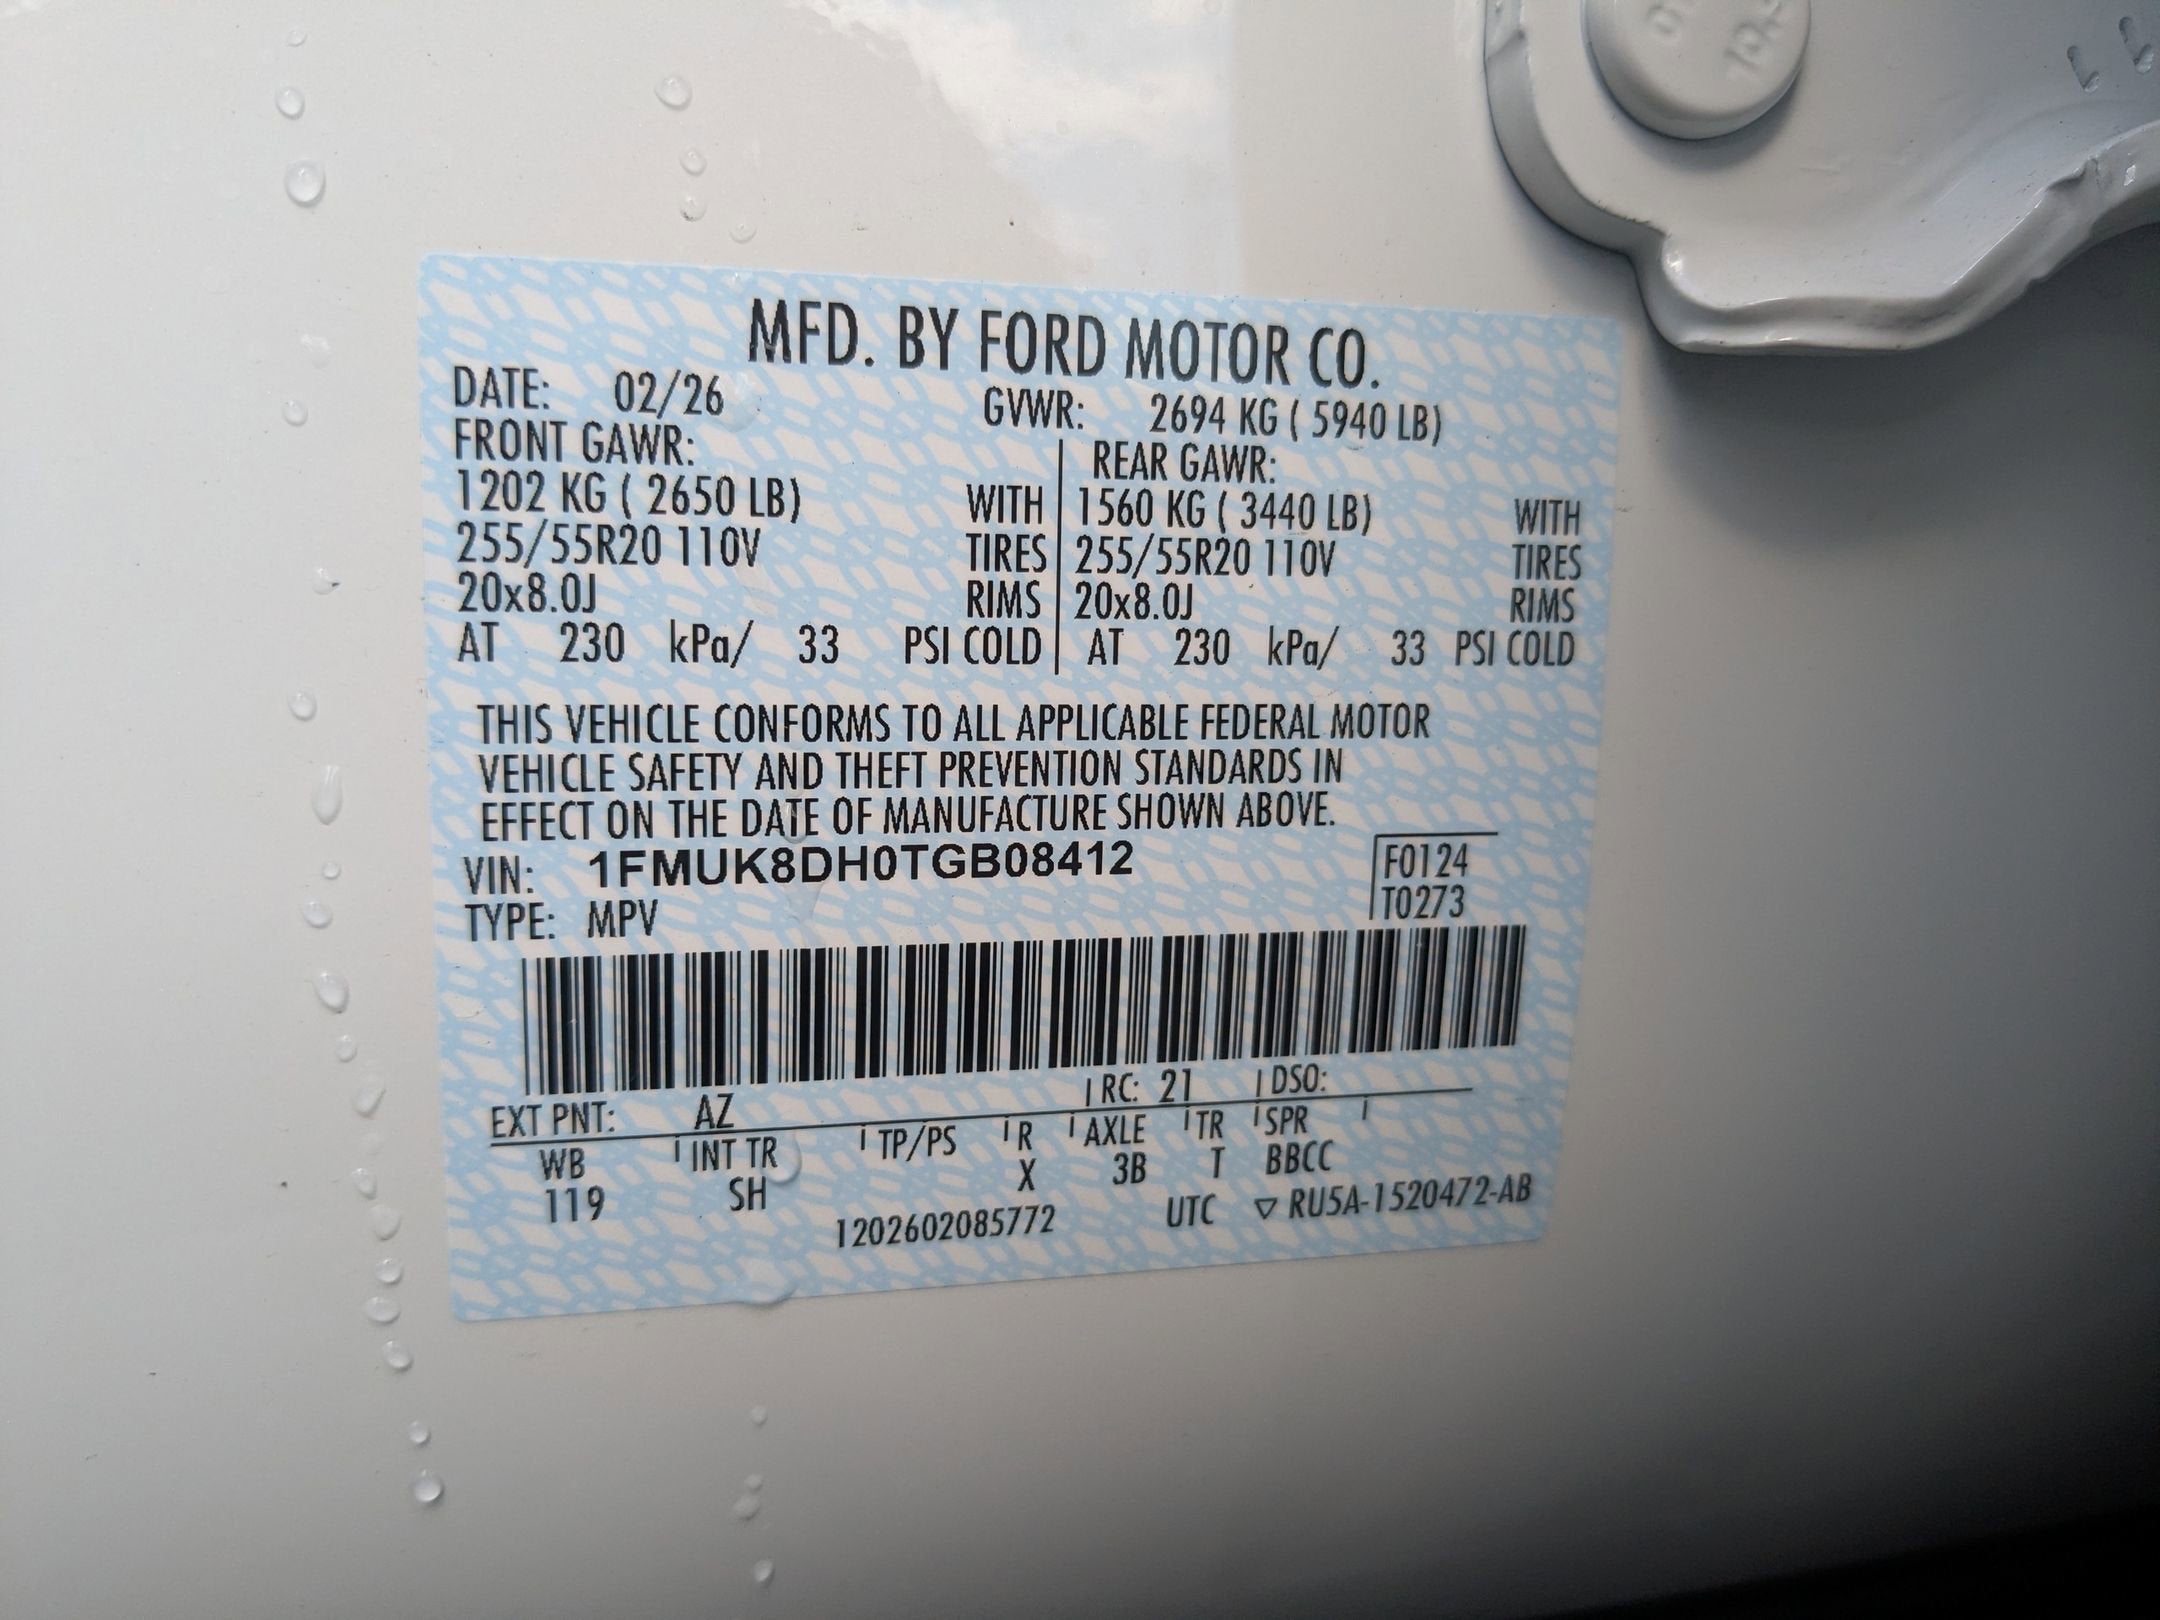 MFD. BY FORD MOTOR CO.
DATE: 02/26 GVWR: 2694 KG ( 5940 LB)
FRONT GAWR: REAR GAWR:
1202 KG ( 2650 LB) WITH 1560 KG ( 3440 LB) WITH
255/55R20 110V TIRES 255/55R20 110V TIRES
20x8.0J RIMS 20x8.0J RIMS
AT 230 kPa/ 33 PSI COLD AT 230 kPa/ 33 PSI COLD
THIS VEHICLE CONFORMS TO ALL APPLICABLE FEDERAL MOTOR
VEHICLE SAFETY AND THEFT PREVENTION STANDARDS IN
EFFECT ON THE DATE OF MANUFACTURE SHOWN ABOVE.
VIN: 1FMUK8DH0TGB08412 F0124
TYPE: MPV T0273
EXT PNT: AZ RC: 21 DSO:
WB INT TR TP/PS R AXLE TR SPR
119 SH X 3B T BBCC
1202602085772 UTC ▽ RU5A-1520472-AB